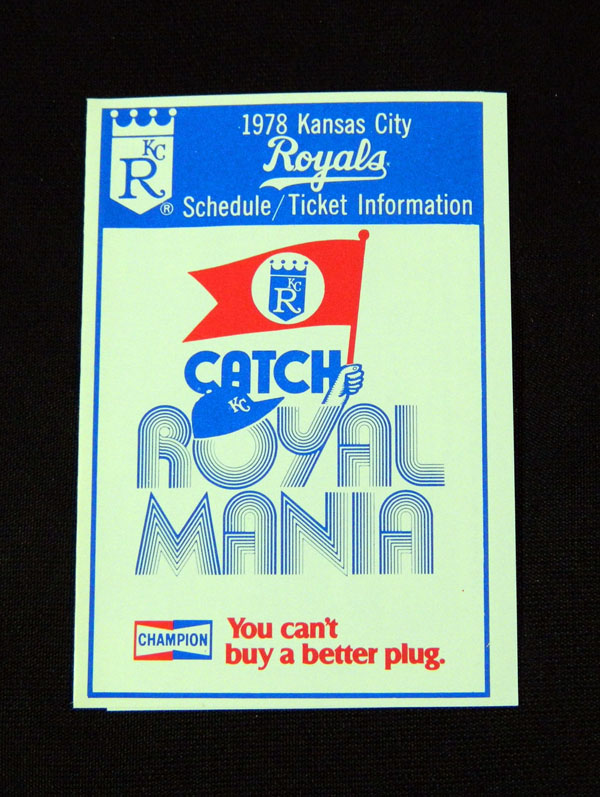 1978 Kansas City
Royals
KC
R
® Schedule/Ticket Information
KC
R
CATCH
KC
ROYAL
MANIA
CHAMPION
You can't
buy a better plug.